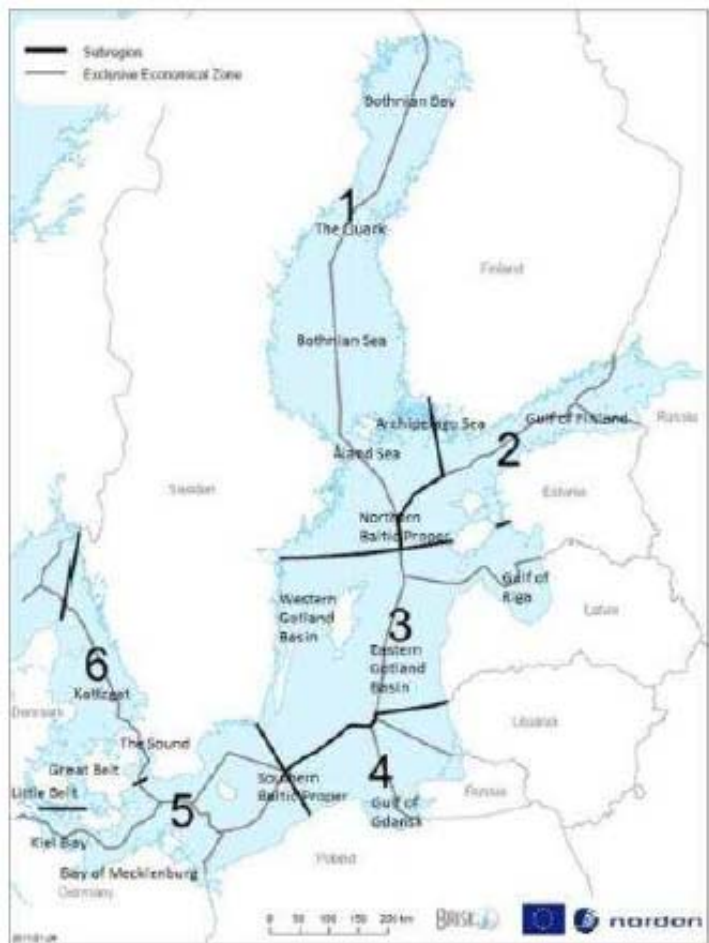 Subregion
Exclusive Economical Zone
Bothnian Bay
1
The Quark
Finland
Bothnian Sea
Archipelago Sea
Gulf of Finland
Russia
2
Åland Sea
Sweden
Estonia
Northern
Baltic Proper
Gulf of
Riga
Western
Gotland
Basin
Latvia
3
Eastern
Gotland
Basin
6
Kattegat
Denmark
The Sound
Great Belt
Little Belt
Southern
Baltic Proper
4
5
Gulf of
Gdansk
Russia
Kiel Bay
Bay of Mecklenburg
Germany
Poland
0 50 100 150 200 km
BRISK
norden